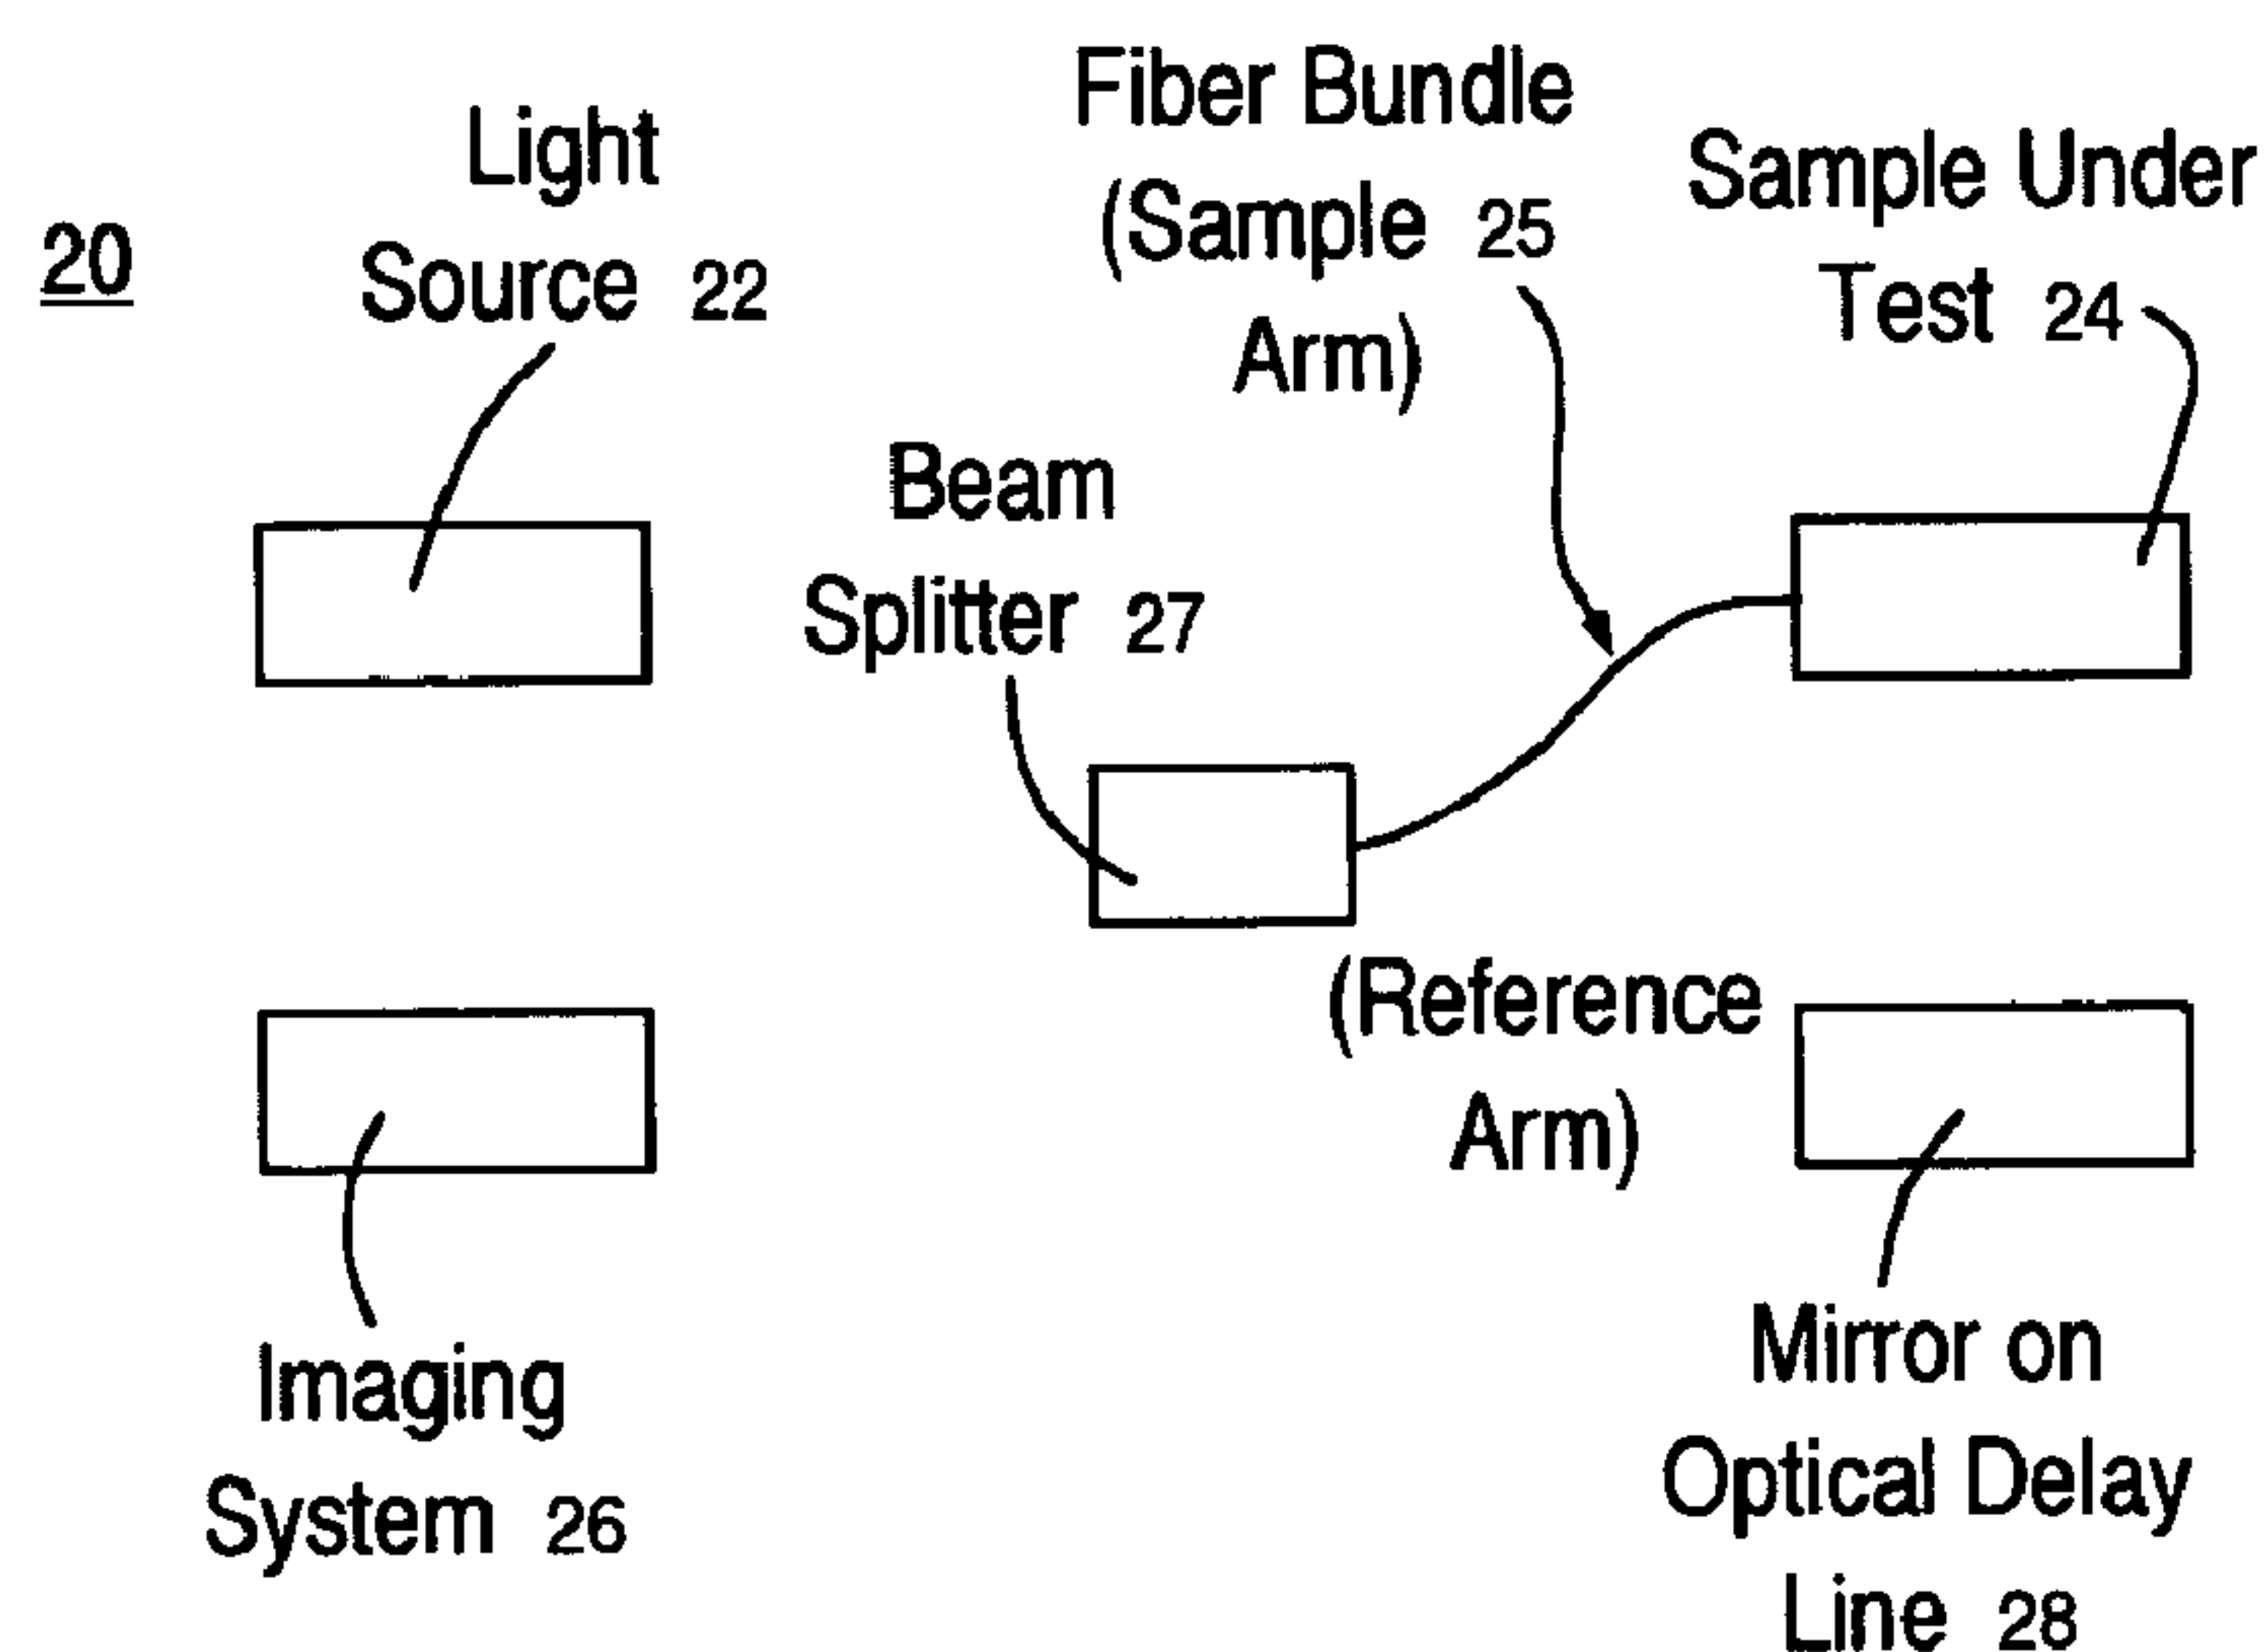 20
Light
Source 22
Fiber Bundle
(Sample 25
Arm)
Sample Under
Test 24
Beam
Splitter 27
(Reference
Arm)
Imaging
System 26
Mirror on
Optical Delay
Line 28